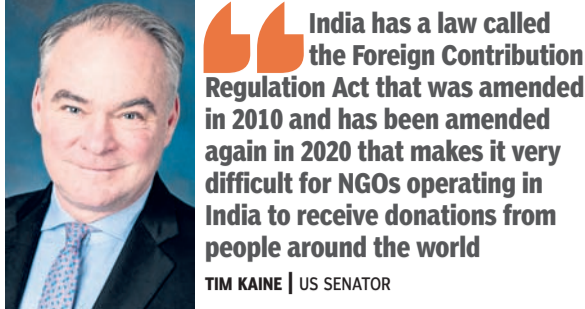 India has a law called
the Foreign Contribution
Regulation Act that was amended
in 2010 and has been amended
again in 2020 that makes it very
difficult for NGOs operating in
India to receive donations from
people around the world
TIM KAINE | US SENATOR